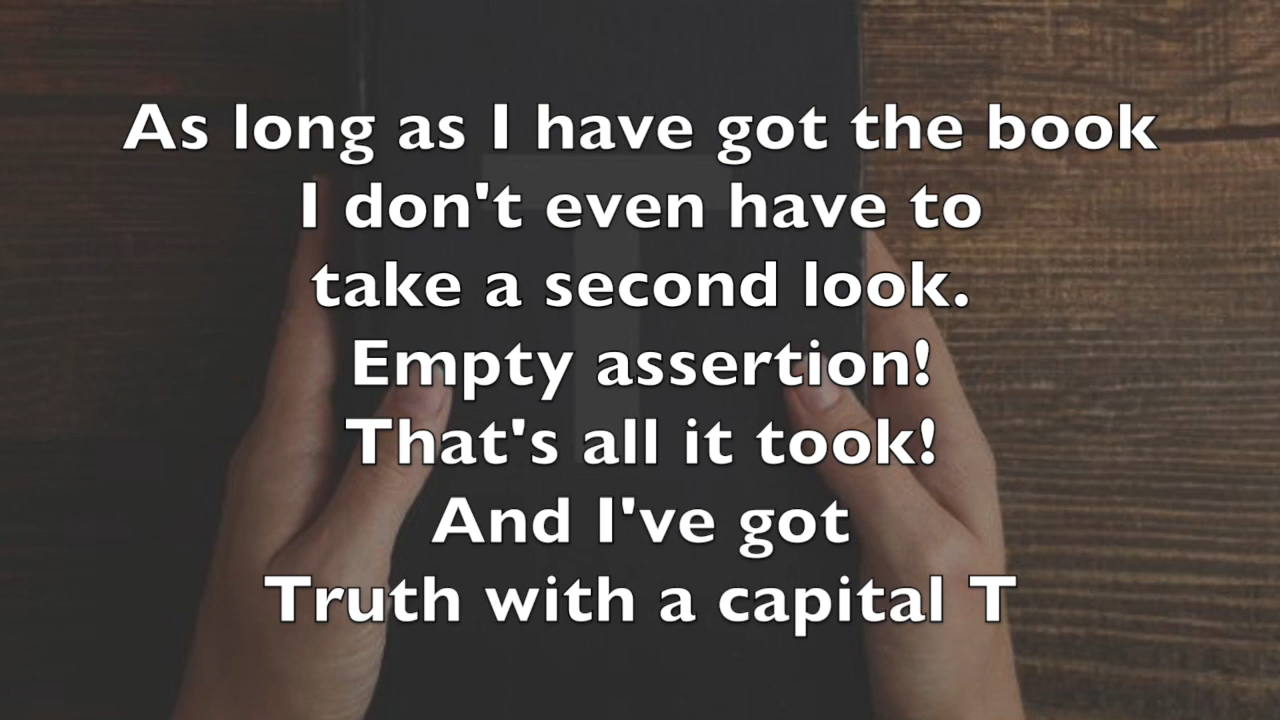 As long as I have got the book
I don't even have to
take a second look.
Empty assertion!
That's all it took!
And I've got
Truth with a capital T